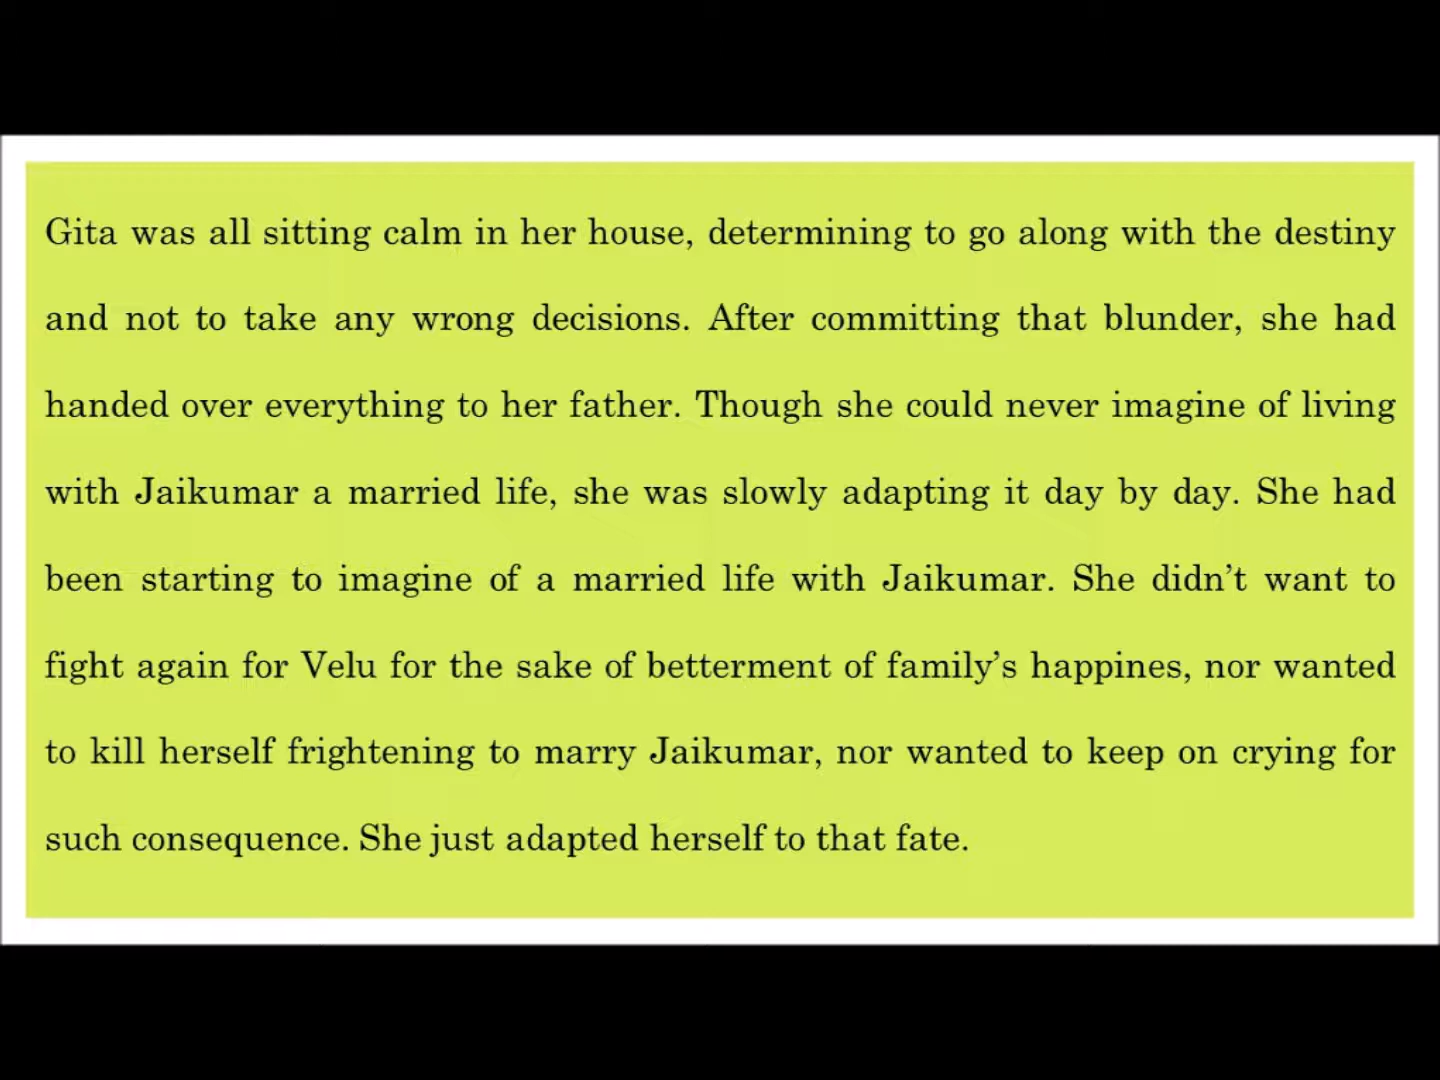 Gita was all sitting calm in her house, determining to go along with the destiny
and not to take any wrong decisions. After committing that blunder, she had
handed over everything to her father. Though she could never imagine of living
with Jaikumar a married life, she was slowly adapting it day by day. She had
been starting to imagine of a married life with Jaikumar. She didn’t want to
fight again for Velu for the sake of betterment of family’s happines, nor wanted
to kill herself frightening to marry Jaikumar, nor wanted to keep on crying for
such consequence. She just adapted herself to that fate.